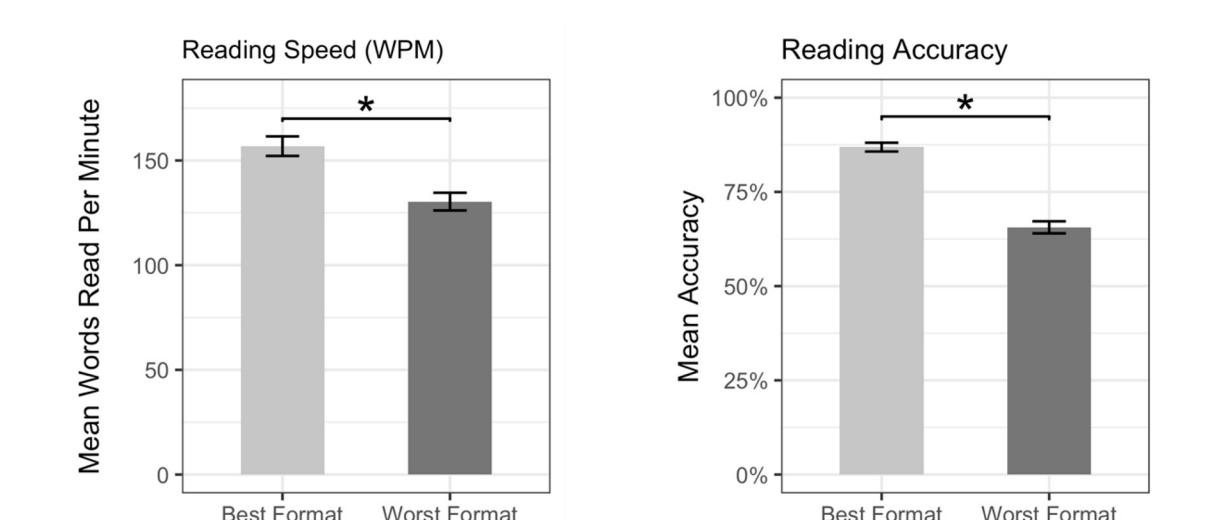 Reading Speed (WPM)
Mean Words Read Per Minute
150
100
50
0
*
Best Format
Worst Format
Reading Accuracy
Mean Accuracy
100%
75%
50%
25%
0%
*
Best Format
Worst Format